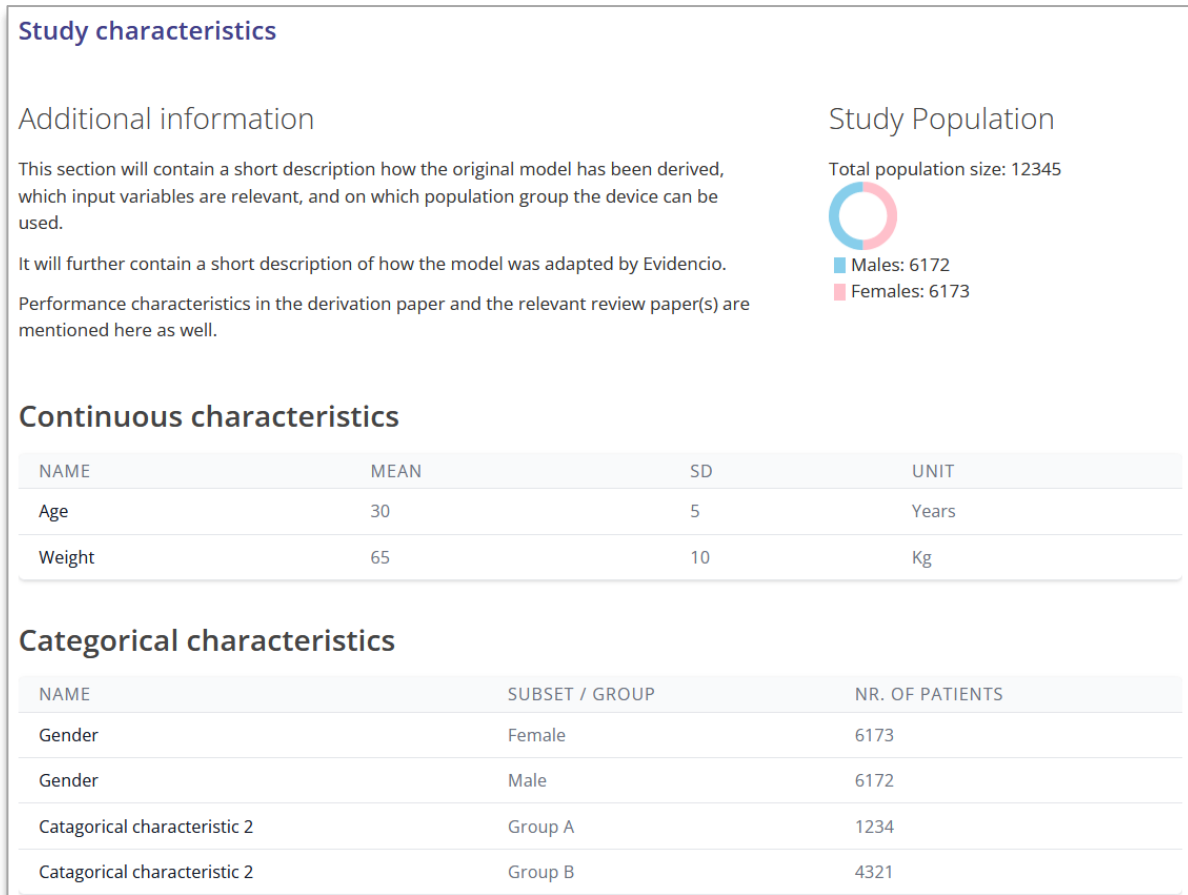 Study characteristics
Additional information
This section will contain a short description how the original model has been derived,
which input variables are relevant, and on which population group the device can be
used.
It will further contain a short description of how the model was adapted by Evidencio.
Performance characteristics in the derivation paper and the relevant review paper(s) are
mentioned here as well.
Study Population
Total population size: 12345
Males: 6172
Females: 6173
Continuous characteristics
NAME MEAN SD UNIT
Age 30 5 Years
Weight 65 10 Kg
Categorical characteristics
NAME SUBSET / GROUP NR. OF PATIENTS
Gender Female 6173
Gender Male 6172
Catagorical characteristic 2 Group A 1234
Catagorical characteristic 2 Group B 4321